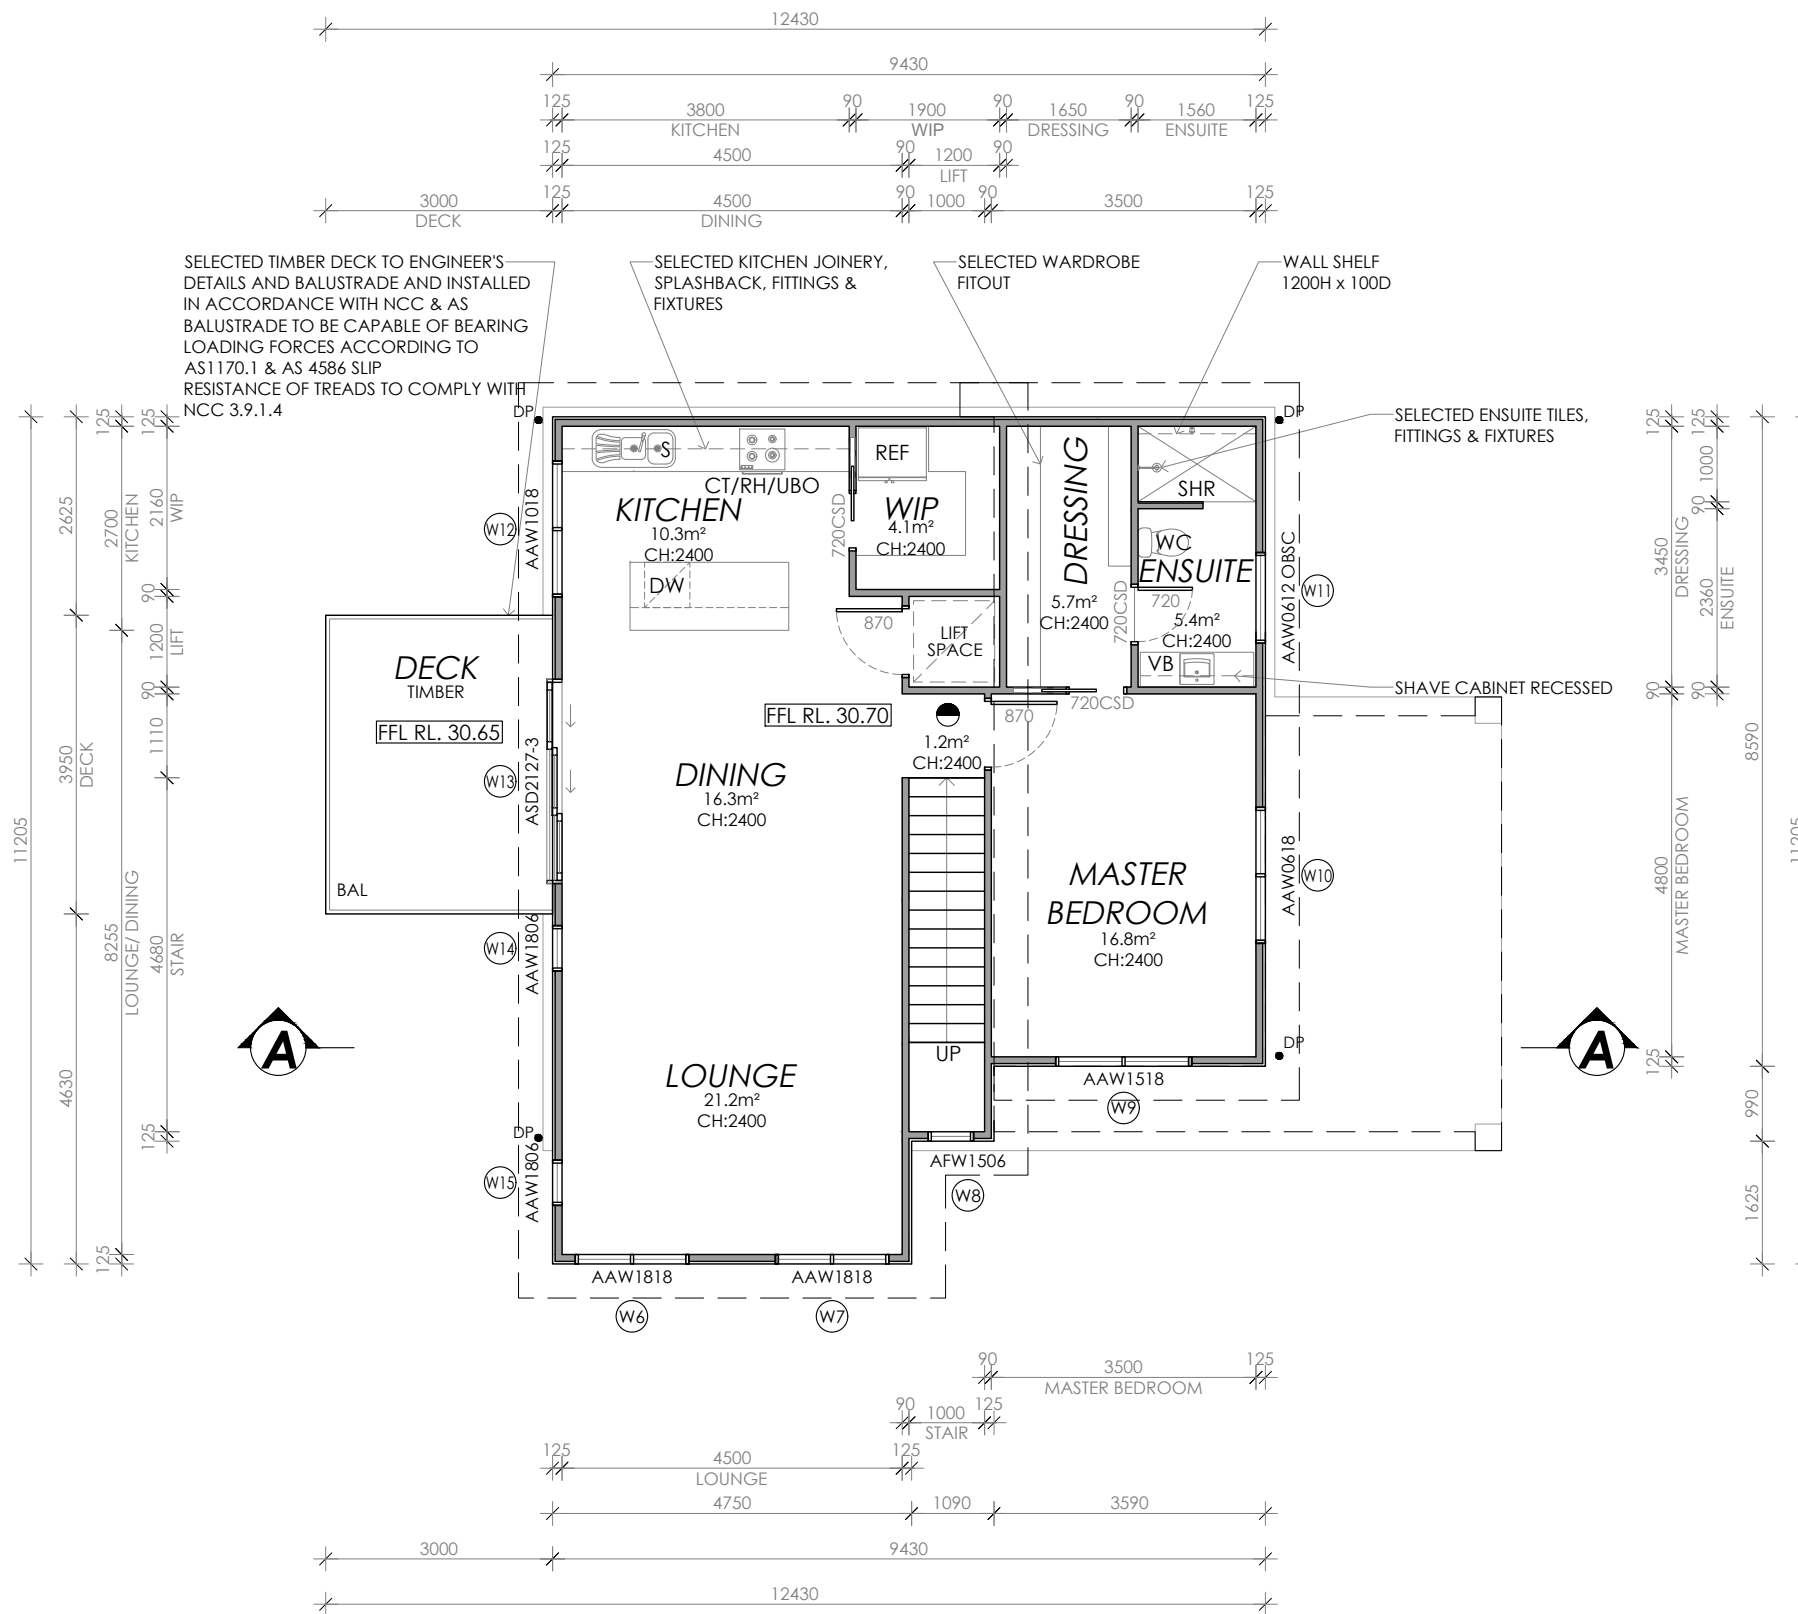 12430
9430
125 3800 90 1900 90 1650 90 1560 125
KITCHEN WIP DRESSING ENSUITE
125 4500 90 1200 90
LIFT
3000 125 4500 90 1000 90 3500 125
DECK DINING
SELECTED TIMBER DECK TO ENGINEER'S
DETAILS AND BALUSTRADE AND INSTALLED
IN ACCORDANCE WITH NCC & AS
BALUSTRADE TO BE CAPABLE OF BEARING
LOADING FORCES ACCORDING TO
AS1170.1 & AS 4586 SLIP
RESISTANCE OF TREADS TO COMPLY WITH
NCC 3.9.1.4
SELECTED KITCHEN JOINERY,
SPLASHBACK, FITTINGS &
FIXTURES
SELECTED WARDROBE
FITOUT
WALL SHELF
1200H x 100D
SELECTED ENSUITE TILES,
FITTINGS & FIXTURES
SHAVE CABINET RECESSED
DP
DP
DP
DP
11205
2625
3950
DECK
4630
125
2700
KITCHEN
8255
LOUNGE/ DINING
125
125
2160
WIP
90
1200
LIFT
90
1110
4680
STAIR
125
S
CT/RH/UBO
KITCHEN
10.3m²
CH:2400
DW
720CSD
REF
WIP
4.1m²
CH:2400
870
LIFT
SPACE
DRESSING
5.7m²
CH:2400
720CSD
SHR
WC
ENSUITE
720
5.4m²
CH:2400
VB
720CSD
870
DECK
TIMBER
FFL RL. 30.65
BAL
FFL RL. 30.70
1.2m²
CH:2400
DINING
16.3m²
CH:2400
MASTER
BEDROOM
16.8m²
CH:2400
LOUNGE
21.2m²
CH:2400
UP
W12
AAW1018
W13
ASD2127-3
W14
AAW1806
W15
AAW1806
AAW0612 OBSC
W11
AAW0618
W10
AAW1518
W9
AFW1506
W8
AAW1818
W6
AAW1818
W7
A
A
125
3450
DRESSING
90
4800
MASTER BEDROOM
125
125
1000
90
2360
ENSUITE
90
8590
990
1625
11205
90 3500 125
MASTER BEDROOM
90 1000 125
STAIR
125 4500 125
LOUNGE
4750 1090 3590
3000 9430
12430